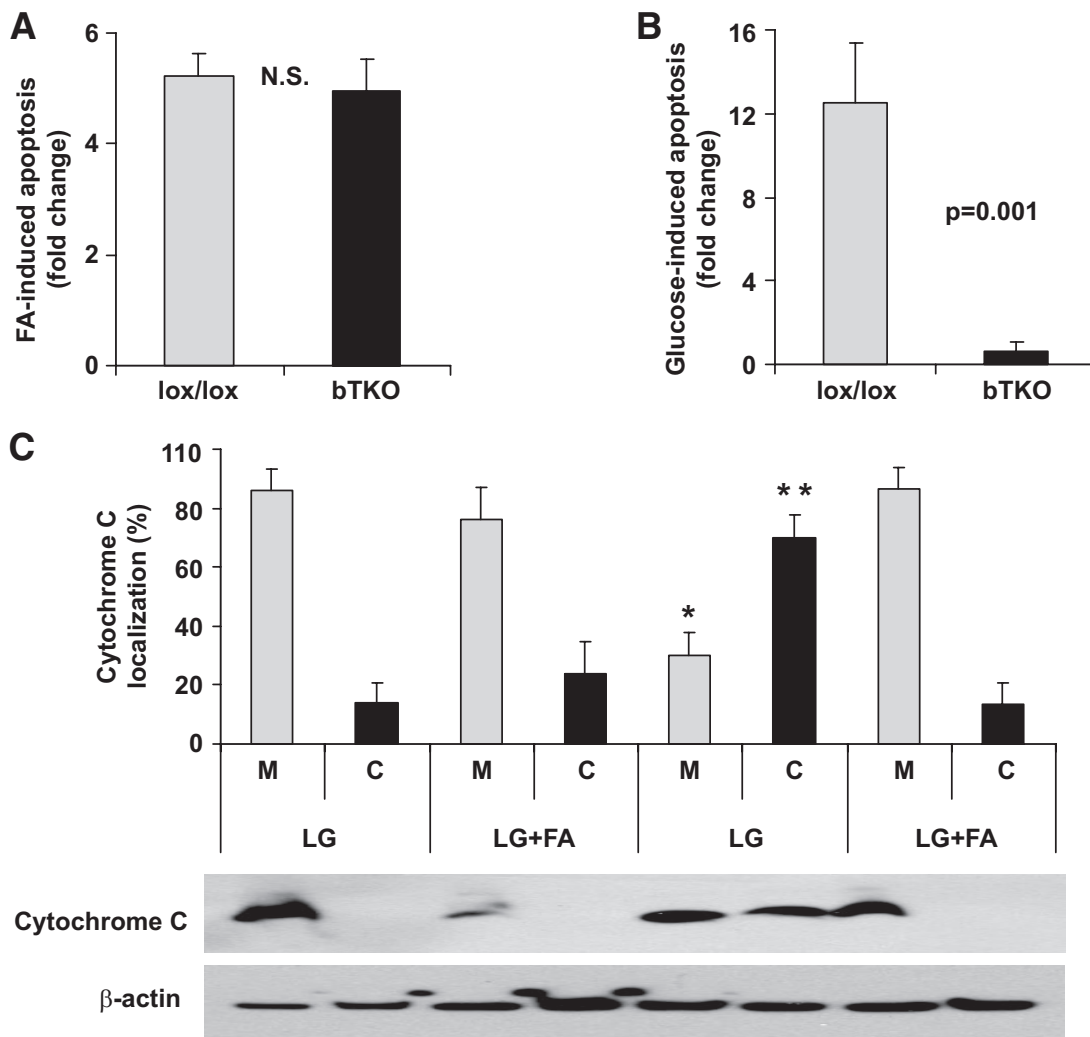 A
FA-induced apoptosis
(fold change)
6
4
2
0
N.S.
lox/lox bTKO
B
Glucose-induced apoptosis
(fold change)
16
12
8
4
0
p=0.001
lox/lox bTKO
C
Cytochrome C
localization (%)
110
80
60
40
20
0
*
* *
M C M C M C M C
LG LG+FA LG LG+FA
Cytochrome C
β-actin